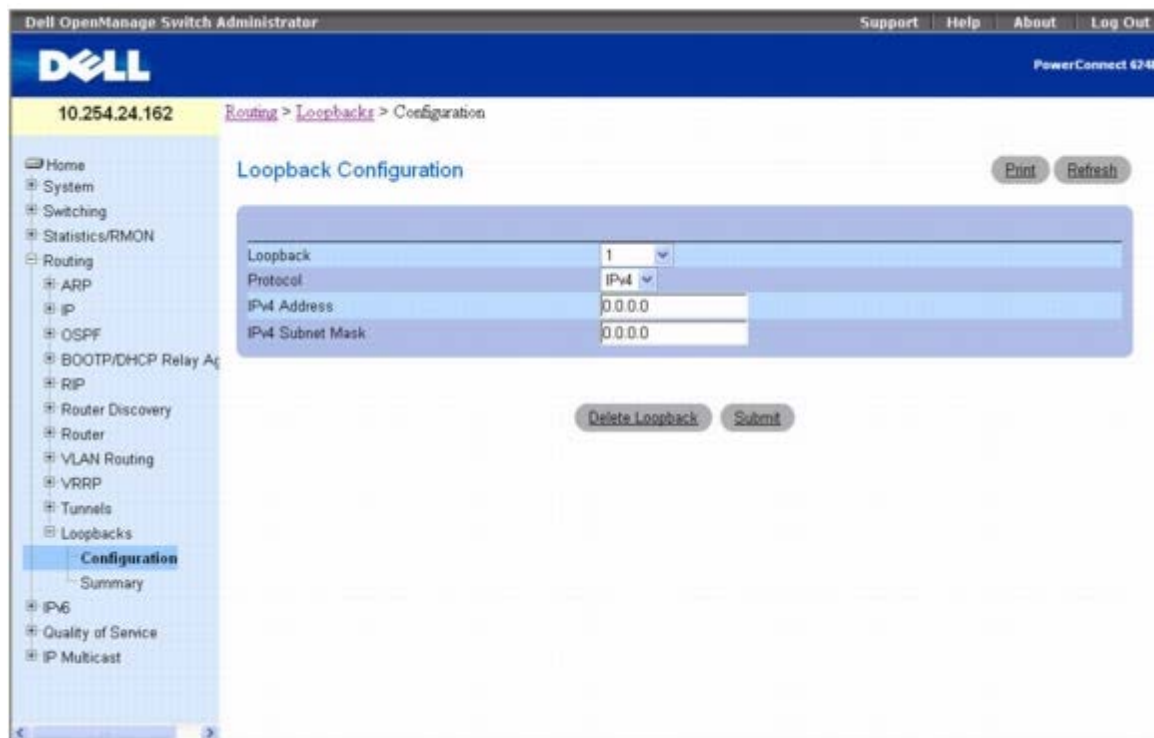 Dell OpenManage Switch Administrator
Support Help About Log Out
DELL
PowerConnect
10.254.24.162
Routing > Loopbacks > Configuration
Home
System
Switching
Statistics/RMON
Routing
ARP
IP
OSPF
BOOTP/DHCP Relay Ag
RIP
Router Discovery
Router
VLAN Routing
VRRP
Tunnels
Loopbacks
Configuration
Summary
IPv6
Quality of Service
IP Multicast
Loopback Configuration
Print Refresh
Loopback 1
Protocol IPv4
IPv4 Address 0.0.0.0
IPv4 Subnet Mask 0.0.0.0
Delete Loopback Submit